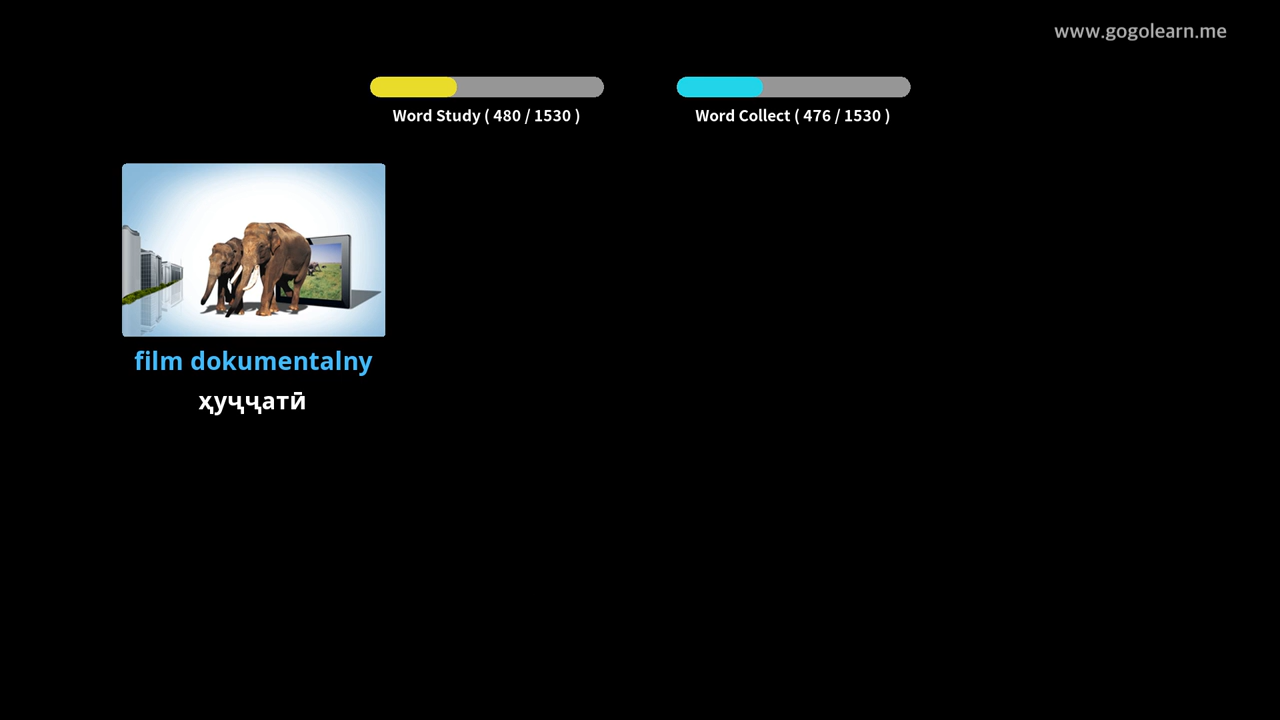 www.gogolearn.me
Word Study ( 480 / 1530 )
Word Collect ( 476 / 1530 )
film dokumentalny
ҳуҷҷатӣ